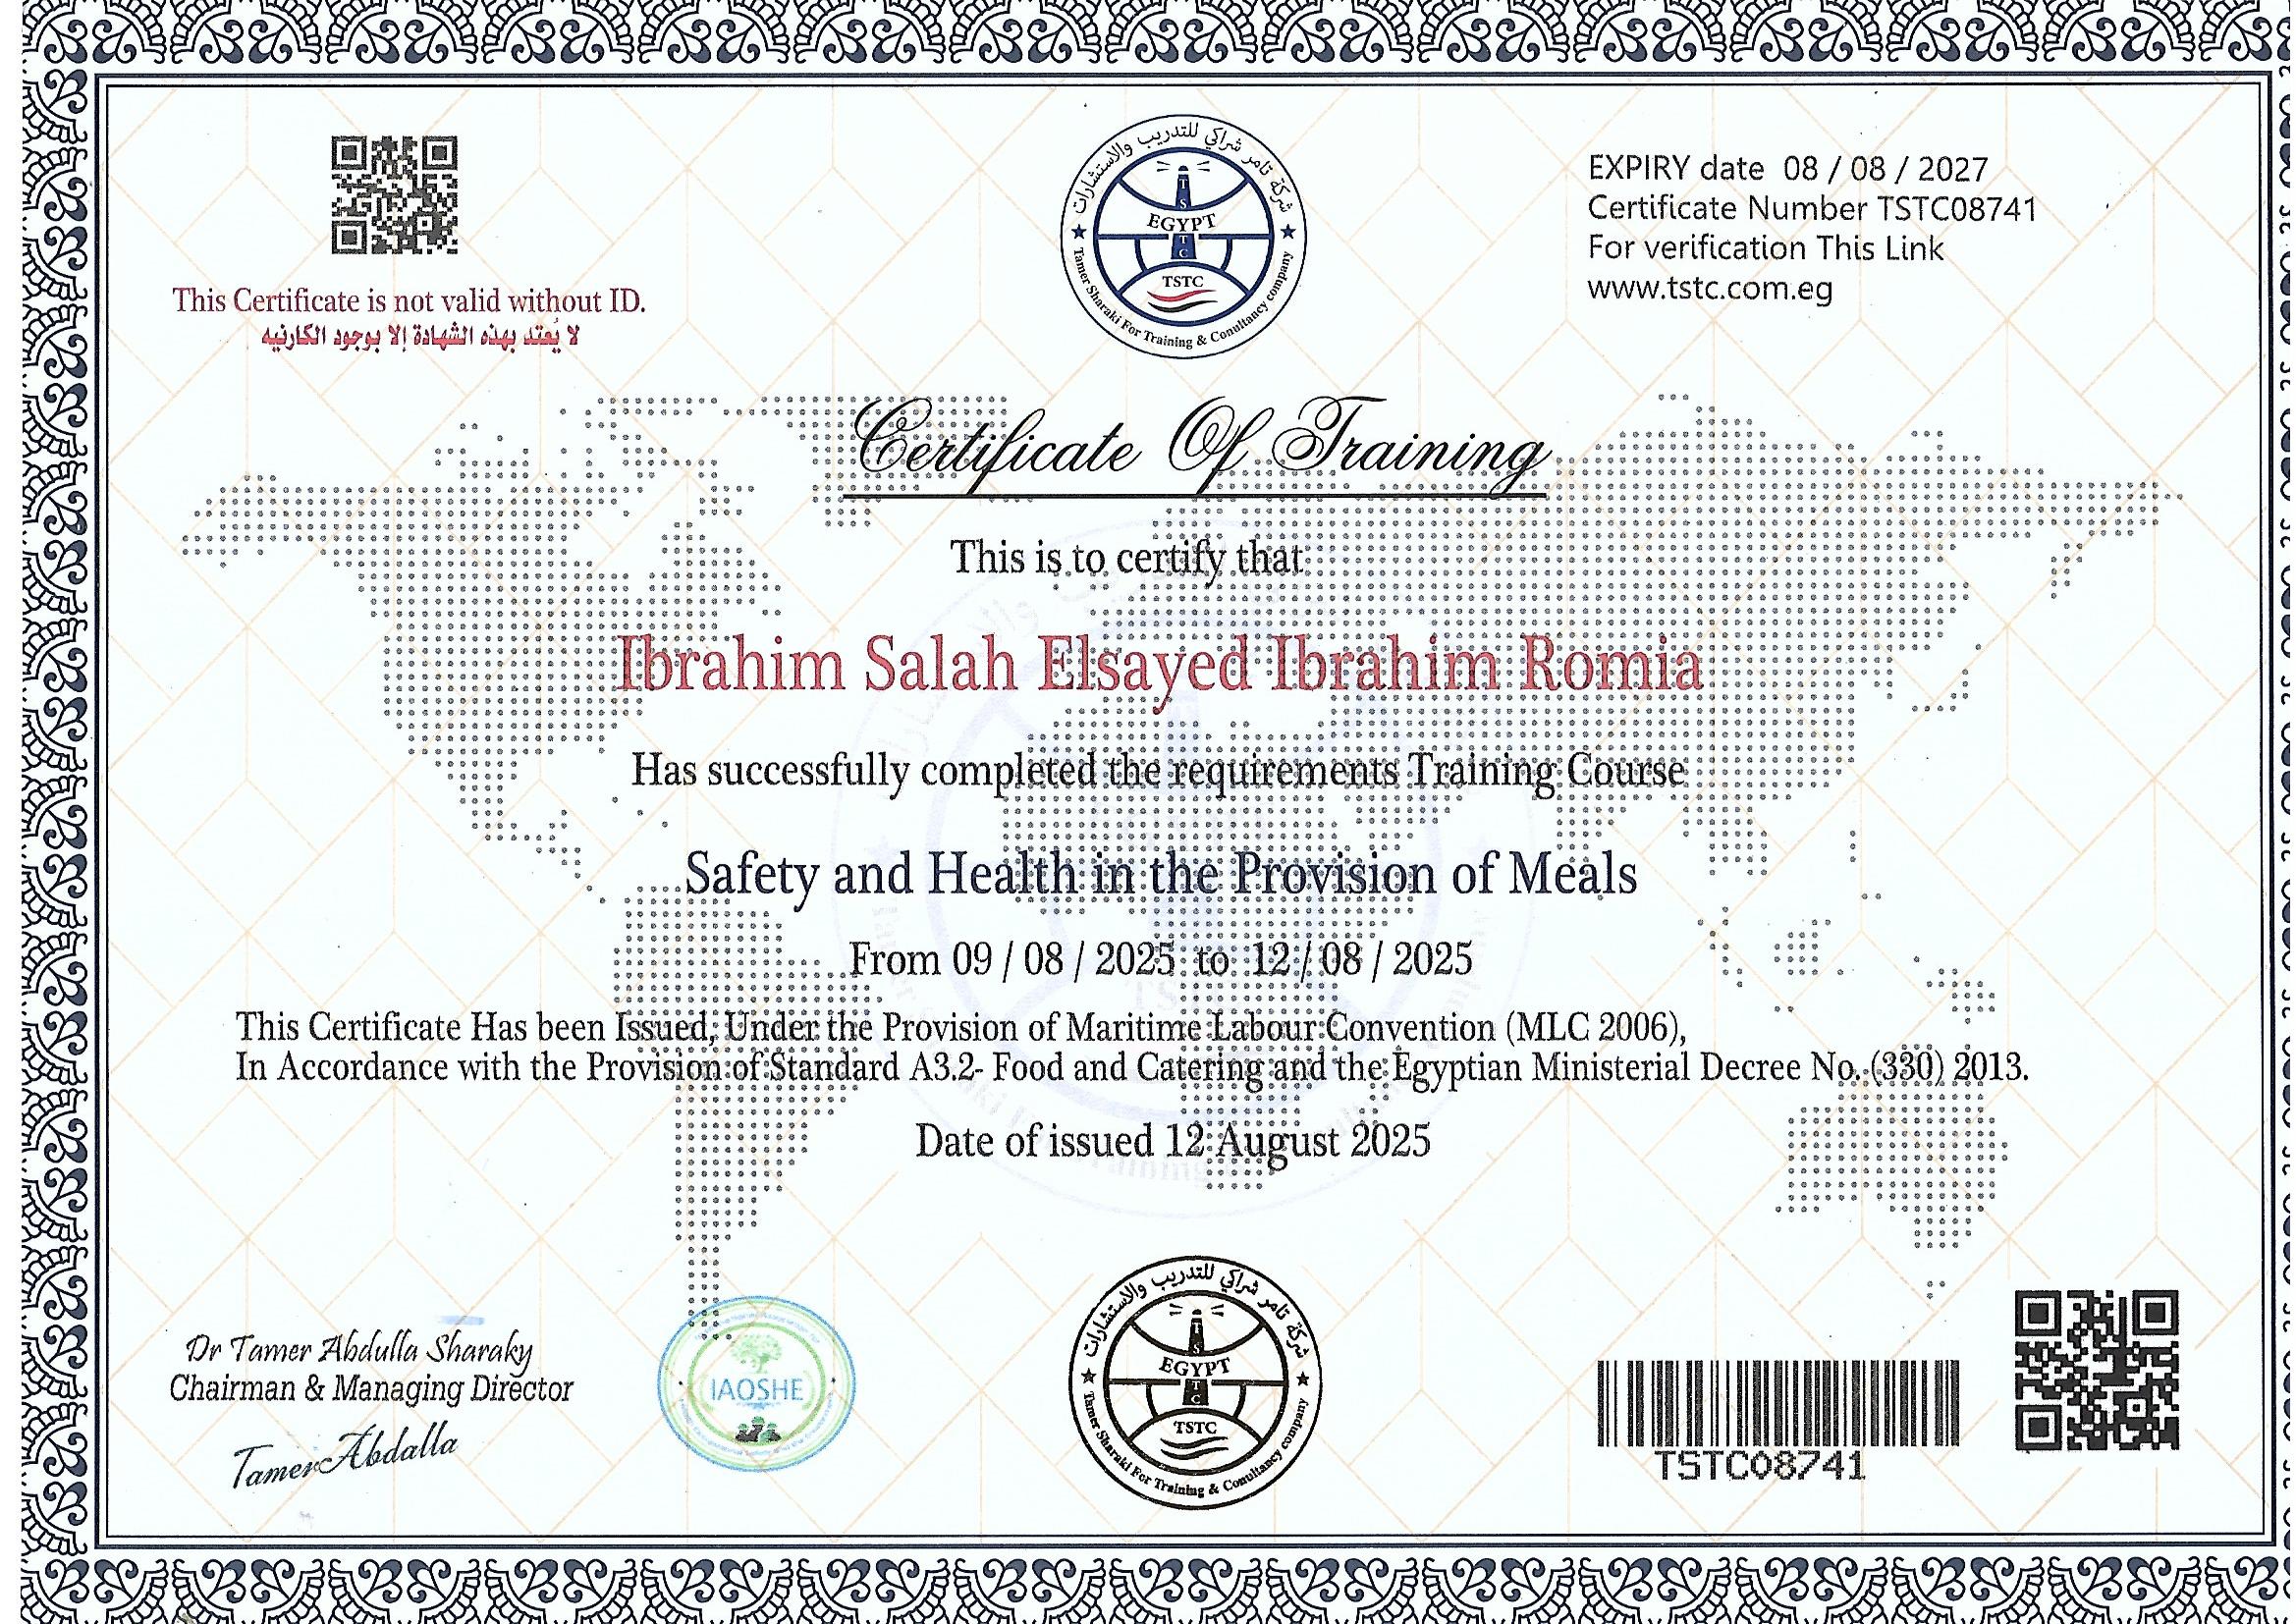 شركة تامر شراكي للتدريب والاستشارات
EGYPT
TSTC
Tamer Sharaki For Training & Conultancy company
EXPIRY date 08 / 08 / 2027
Certificate Number TSTC08741
For verification This Link
www.tstc.com.eg
This Certificate is not valid without ID.
لا يُعتد بهذه الشهادة إلا بوجود الكارنيه
Certificate Of Training
This is to certify that
Ibrahim Salah Elsayed Ibrahim Romia
Has successfully completed the requirements Training Course
Safety and Health in the Provision of Meals
From 09 / 08 / 2025 to 12 / 08 / 2025
This Certificate Has been Issued, Under the Provision of Maritime Labour Convention (MLC 2006),
In Accordance with the Provision of Standard A3.2- Food and Catering and the Egyptian Ministerial Decree No. (330) 2013.
Date of issued 12 August 2025
Dr Tamer Abdulla Sharaky
Chairman & Managing Director
Tamer Abdalla
IAOSHE
شركة تامر شراكي للتدريب والاستشارات
EGYPT
TSTC
Tamer Sharaki For Training & Conultancy company
TSTC08741